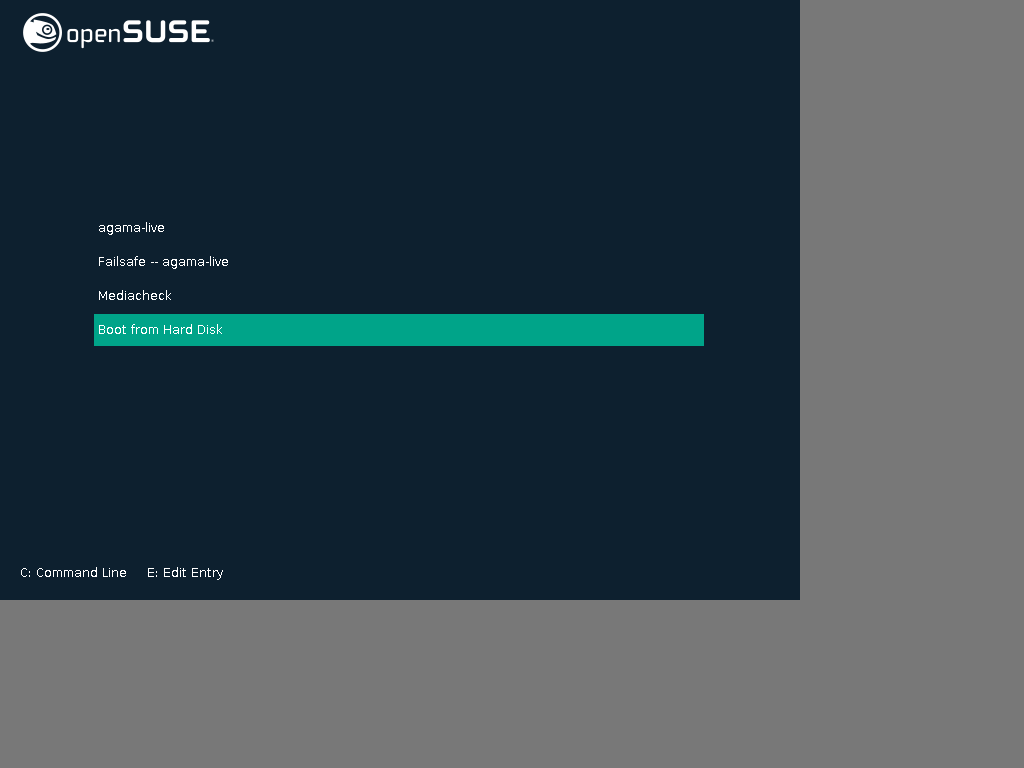 openSUSE.
agama-live
Failsafe -- agama-live
Mediacheck
Boot from Hard Disk
C: Command Line E: Edit Entry